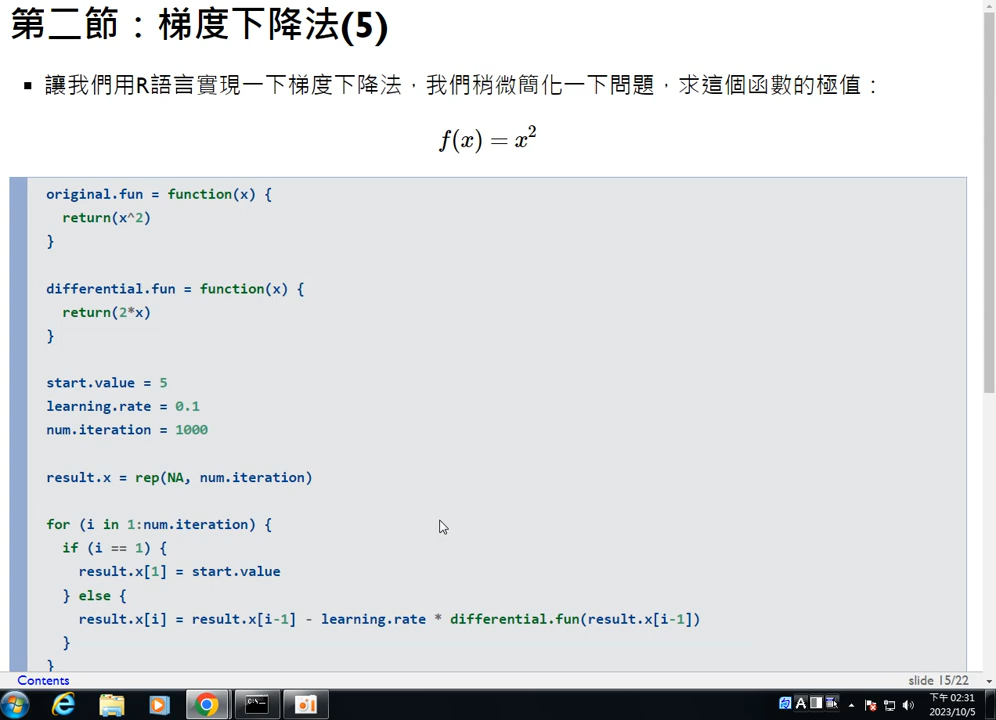 第二節：梯度下降法(5)
讓我們用R語言實現一下梯度下降法，我們稍微簡化一下問題，求這個函數的極值：
f(x) = x²
original.fun = function(x) {
  return(x^2)
}
differential.fun = function(x) {
  return(2*x)
}
start.value = 5
learning.rate = 0.1
num.iteration = 1000
result.x = rep(NA, num.iteration)
for (i in 1:num.iteration) {
  if (i == 1) {
    result.x[1] = start.value
  } else {
    result.x[i] = result.x[i-1] - learning.rate * differential.fun(result.x[i-1])
  }
}
Contents
slide 15/22
A
下午 02:31
2023/10/5